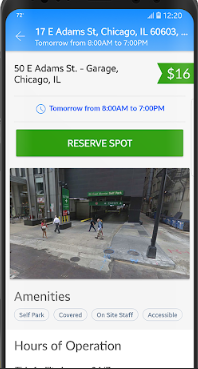 72°
12:20
17 E Adams St, Chicago, IL 60603, ...
Tomorrow from 8:00AM to 7:00PM
50 E Adams St. - Garage,
Chicago, IL
$16
Tomorrow from 8:00AM to 7:00PM
RESERVE SPOT
Amenities
Self Park
Covered
On Site Staff
Accessible
Hours of Operation